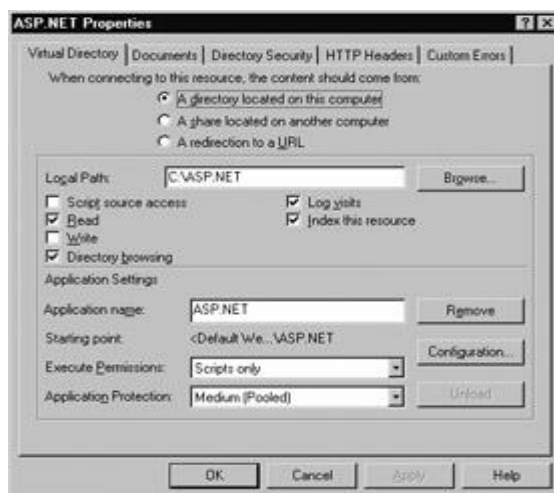 ASP.NET Properties
Virtual Directory Documents Directory Security HTTP Headers Custom Errors
When connecting to this resource, the content should come from:
A directory located on this computer
A share located on another computer
A redirection to a URL
Local Path: C:\ASP.NET Browse...
Script source access Log visits
Read Index this resource
Write
Directory browsing
Application Settings
Application name: ASP.NET Remove
Starting point: <Default We...\ASP.NET
Configuration...
Execute Permissions: Scripts only
Application Protection: Medium (Pooled) Unload
OK Cancel Apply Help